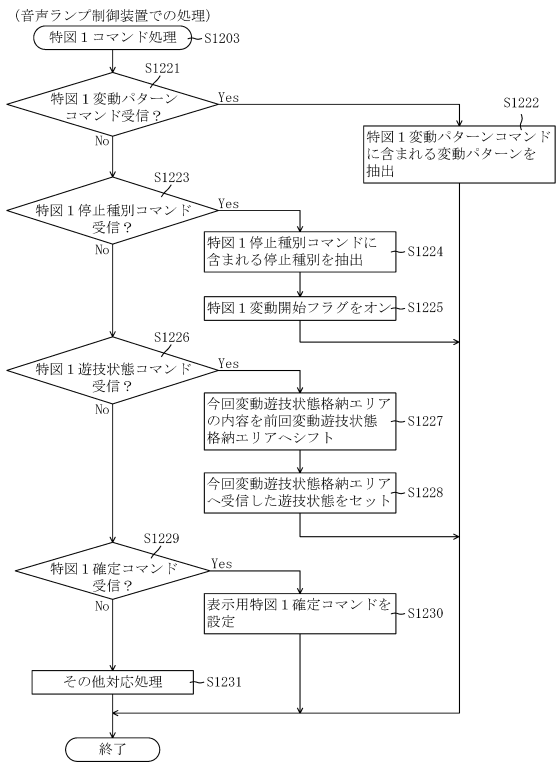 (音声ランプ制御装置での処理)
特図１コマンド処理
S1203
S1221
特図１変動パターン
コマンド受信？
Yes
No
S1222
特図１変動パターンコマンド
に含まれる変動パターンを
抽出
S1223
特図１停止種別コマンド
受信？
Yes
No
特図１停止種別コマンドに
含まれる停止種別を抽出
S1224
特図１変動開始フラグをオン
S1225
S1226
特図１遊技状態コマンド
受信？
Yes
No
今回変動遊技状態格納エリア
の内容を前回変動遊技状態
格納エリアへシフト
S1227
今回変動遊技状態格納エリア
へ受信した遊技状態をセット
S1228
S1229
特図１確定コマンド
受信？
Yes
No
表示用特図１確定コマンドを
設定
S1230
その他対応処理
S1231
終了